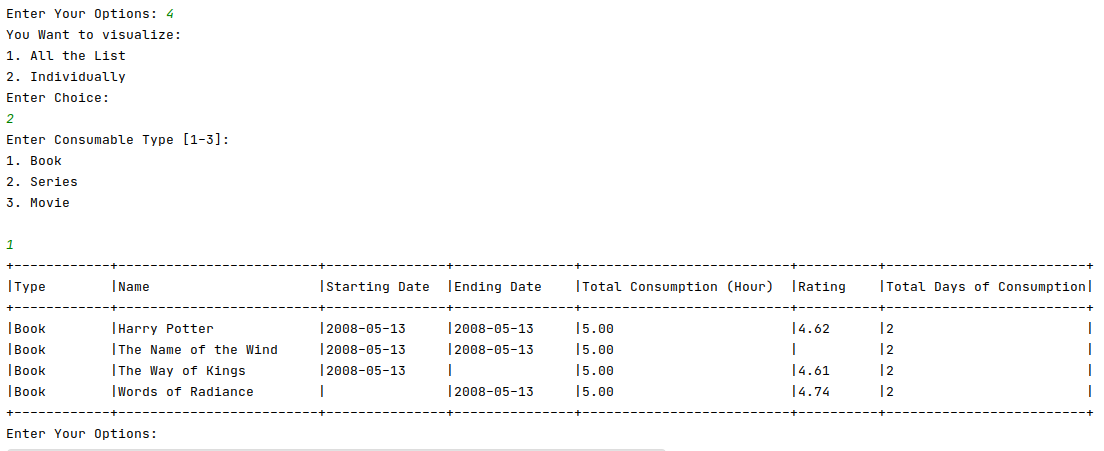 Enter Your Options: 4
You Want to visualize:
1. All the List
2. Individually
Enter Choice:
2
Enter Consumable Type [1-3]:
1. Book
2. Series
3. Movie
1
+------------+-------------------------+---------------+---------------+--------------------------+----------+-------------------------+
|Type        |Name                     |Starting Date  |Ending Date    |Total Consumption (Hour)  |Rating    |Total Days of Consumption|
+------------+-------------------------+---------------+---------------+--------------------------+----------+-------------------------+
|Book        |Harry Potter             |2008-05-13     |2008-05-13     |5.00                      |4.62      |2                        |
|Book        |The Name of the Wind     |2008-05-13     |2008-05-13     |5.00                      |          |2                        |
|Book        |The Way of Kings         |2008-05-13     |               |5.00                      |4.61      |2                        |
|Book        |Words of Radiance        |               |2008-05-13     |5.00                      |4.74      |2                        |
+------------+-------------------------+---------------+---------------+--------------------------+----------+-------------------------+
Enter Your Options: